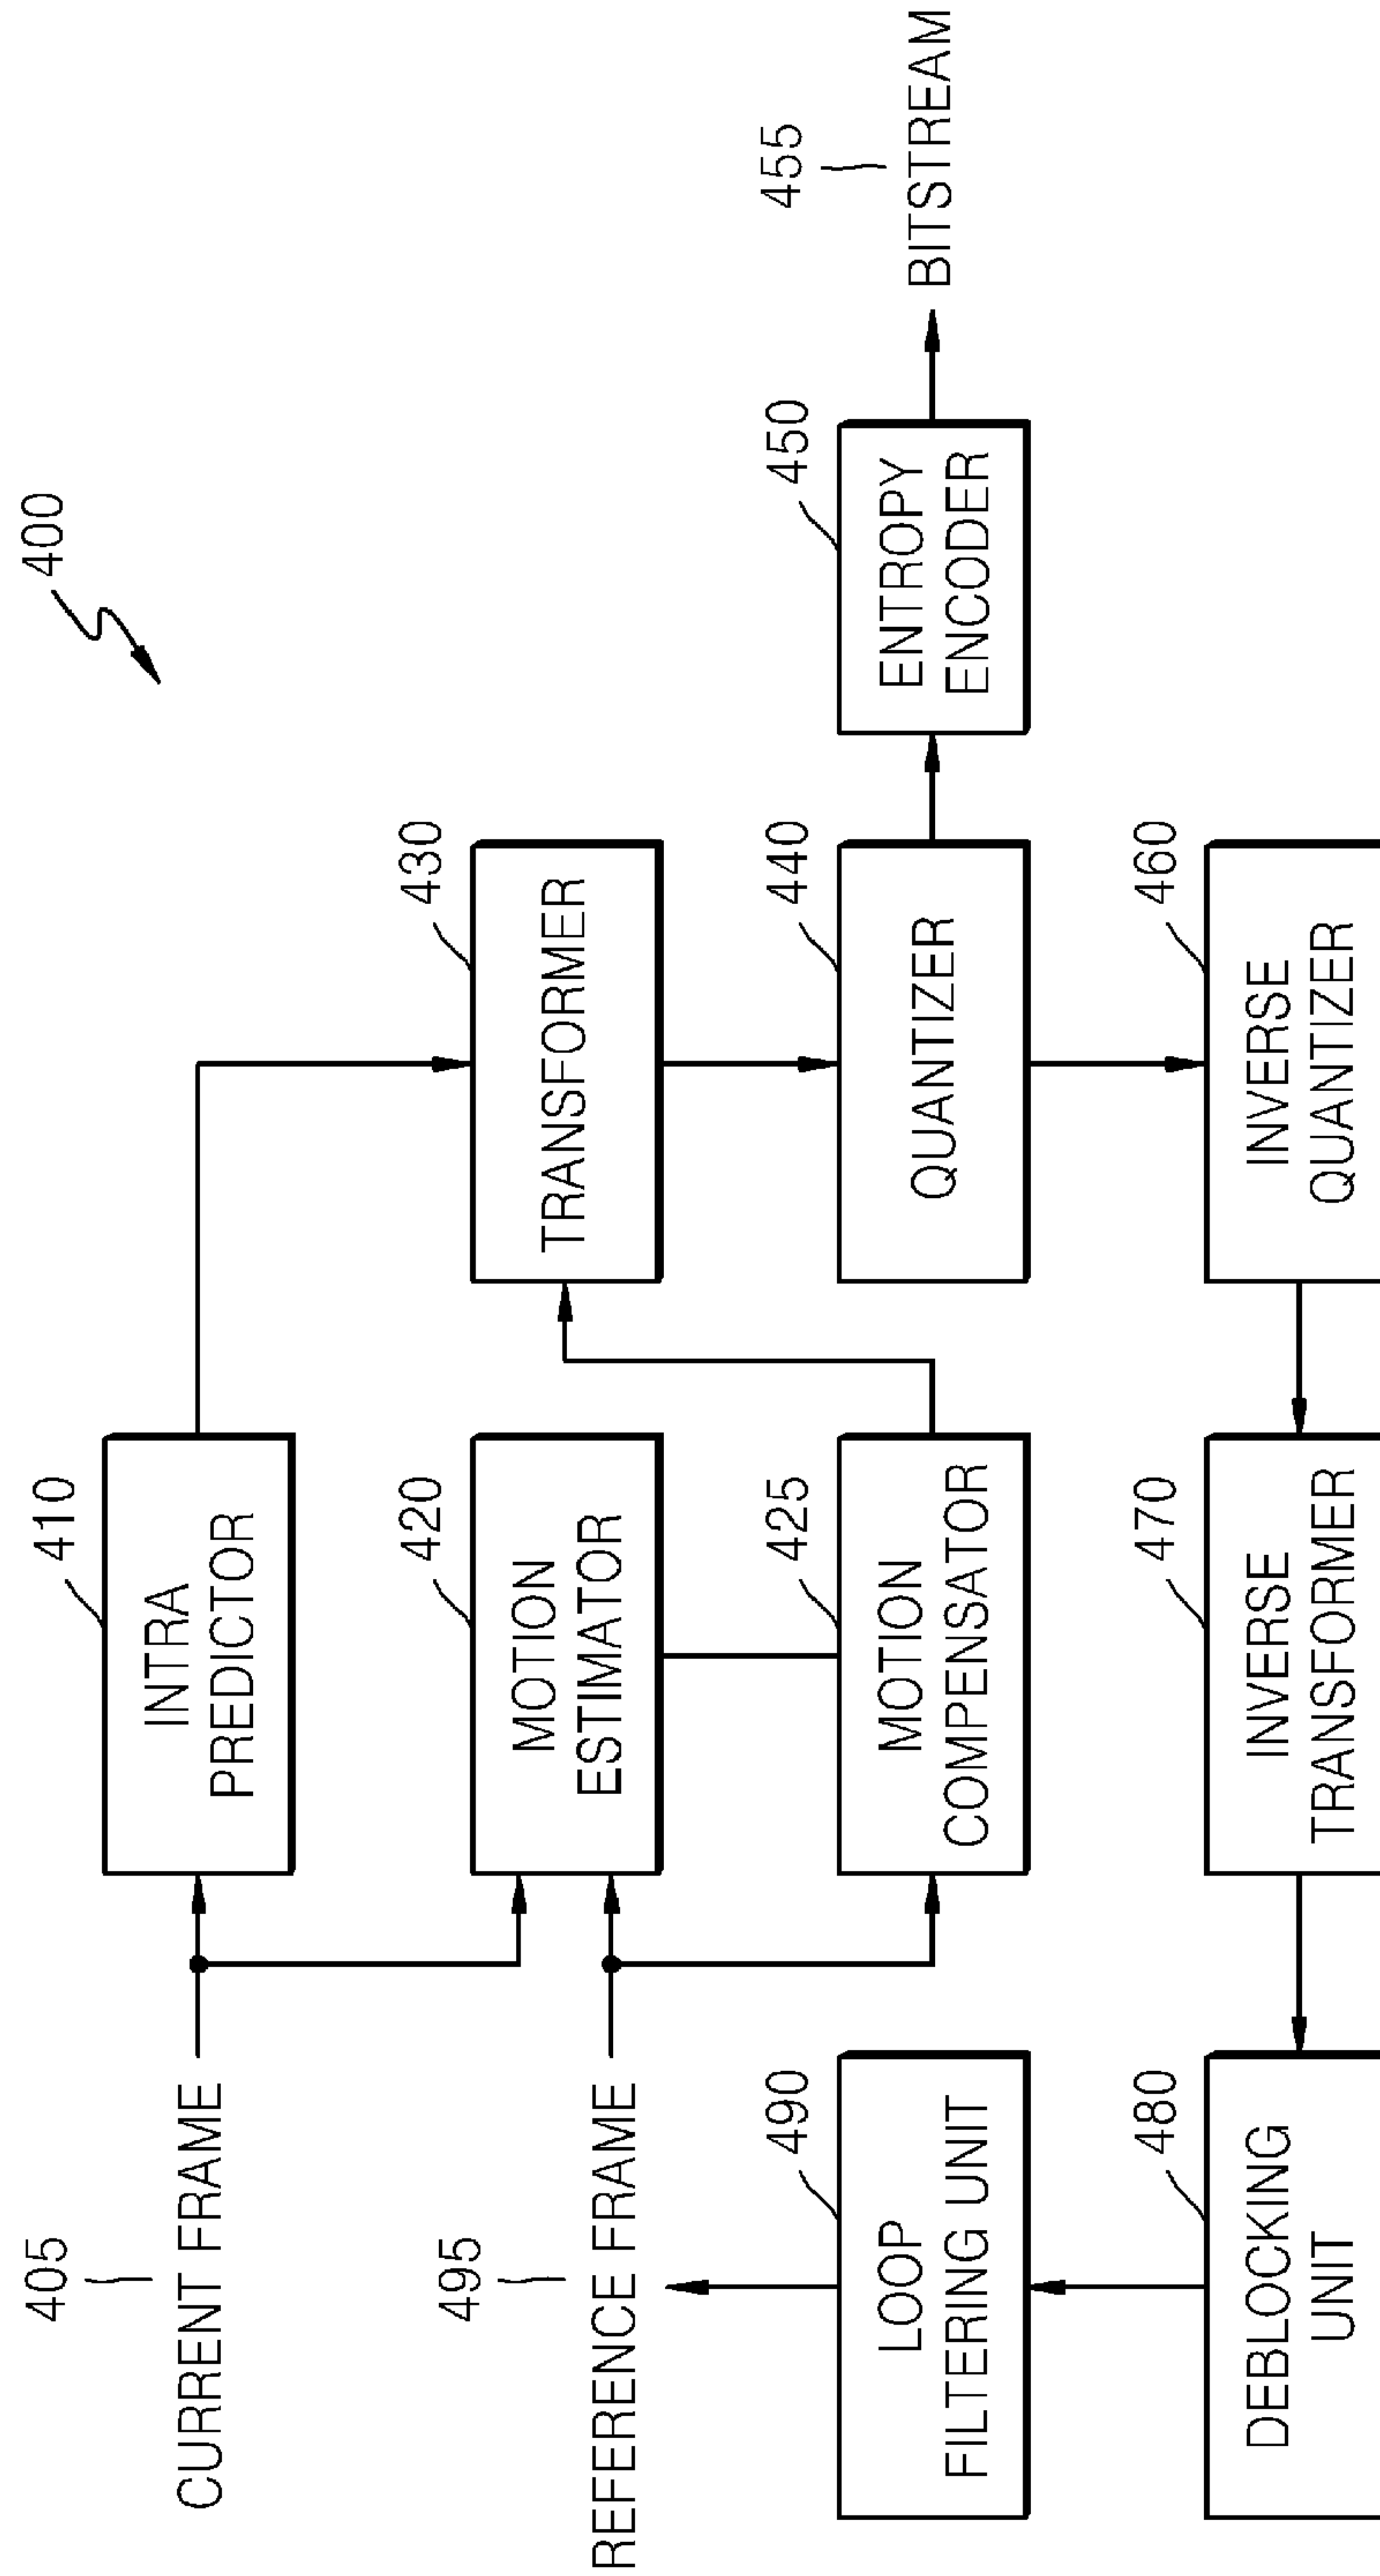 400
405
CURRENT FRAME
410
INTRA
PREDICTOR
495
REFERENCE FRAME
420
MOTION
ESTIMATOR
430
TRANSFORMER
490
LOOP
FILTERING UNIT
425
MOTION
COMPENSATOR
440
QUANTIZER
450
ENTROPY
ENCODER
455
BITSTREAM
480
DEBLOCKING
UNIT
470
INVERSE
TRANSFORMER
460
INVERSE
QUANTIZER